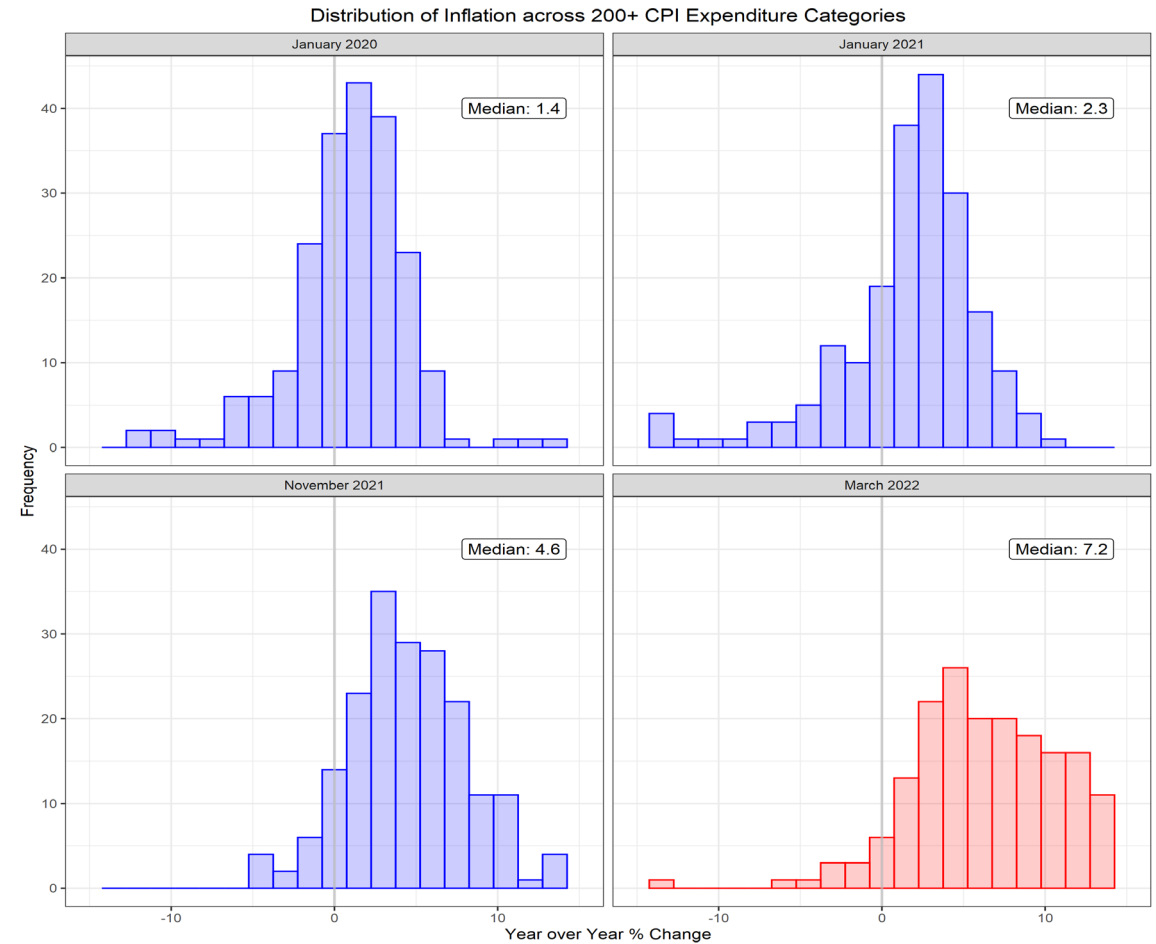 Distribution of Inflation across 200+ CPI Expenditure Categories
January 2020
January 2021
Median: 1.4
Median: 2.3
40
30
20
10
0
November 2021
March 2022
Median: 4.6
Median: 7.2
40
30
20
10
0
Frequency
-10
0
10
-10
0
10
Year over Year % Change